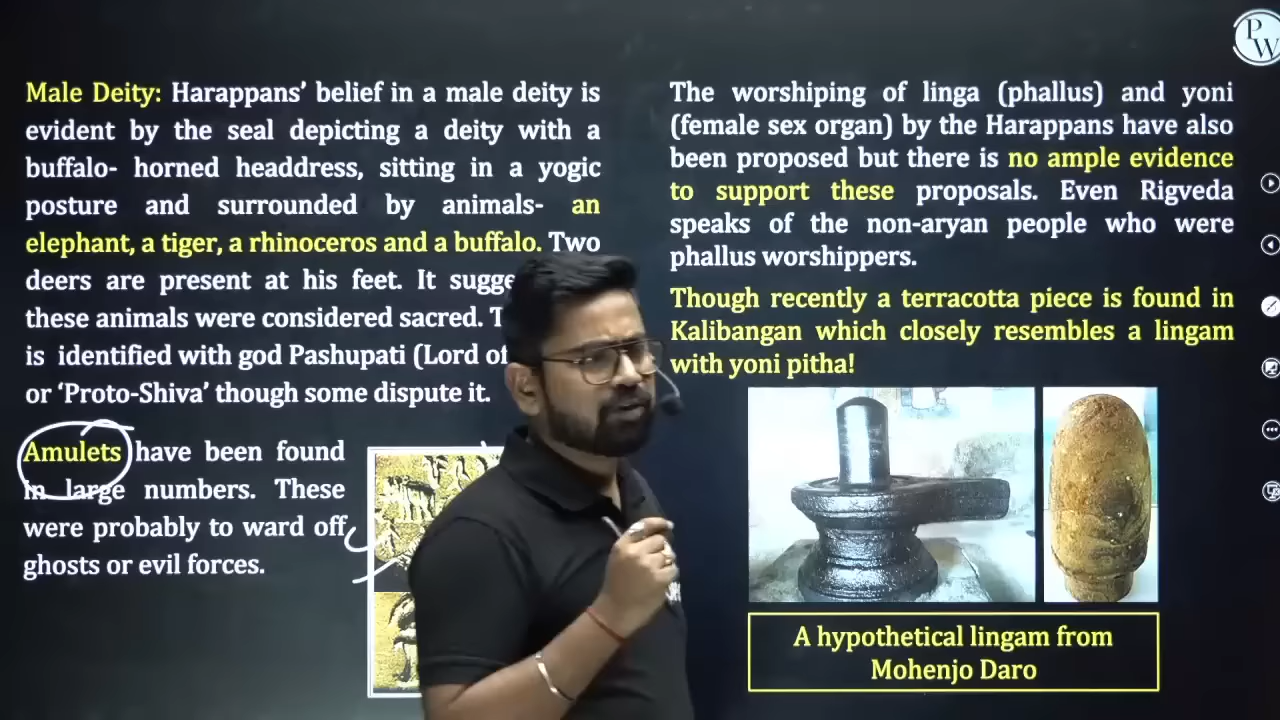 PW
Male Deity: Harappans' belief in a male deity is
evident by the seal depicting a deity with a
buffalo- horned headdress, sitting in a yogic
posture and surrounded by animals- an
elephant, a tiger, a rhinoceros and a buffalo. Two
deers are present at his feet. It sugge
these animals were considered sacred. T
is identified with god Pashupati (Lord of
or 'Proto-Shiva' though some dispute it.
Amulets have been found
in large numbers. These
were probably to ward off
ghosts or evil forces.
The worshiping of linga (phallus) and yoni
(female sex organ) by the Harappans have also
been proposed but there is no ample evidence
to support these proposals. Even Rigveda
speaks of the non-aryan people who were
phallus worshippers.
Though recently a terracotta piece is found in
Kalibangan which closely resembles a lingam
with yoni pitha!
A hypothetical lingam from
Mohenjo Daro